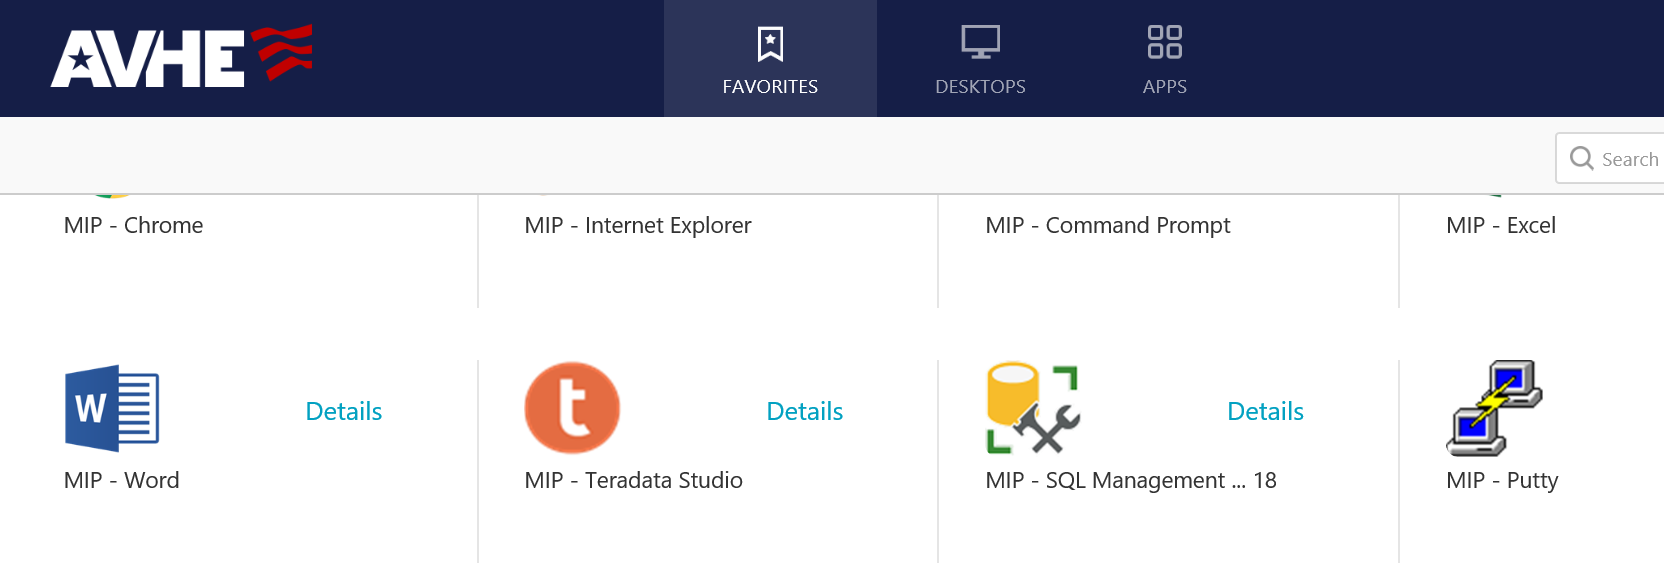 AVHE
FAVORITES
DESKTOPS
APPS
Search
MIP - Chrome
MIP - Internet Explorer
MIP - Command Prompt
MIP - Excel
W
Details
t
Details
Details
MIP - Word
MIP - Teradata Studio
MIP - SQL Management ... 18
MIP - Putty